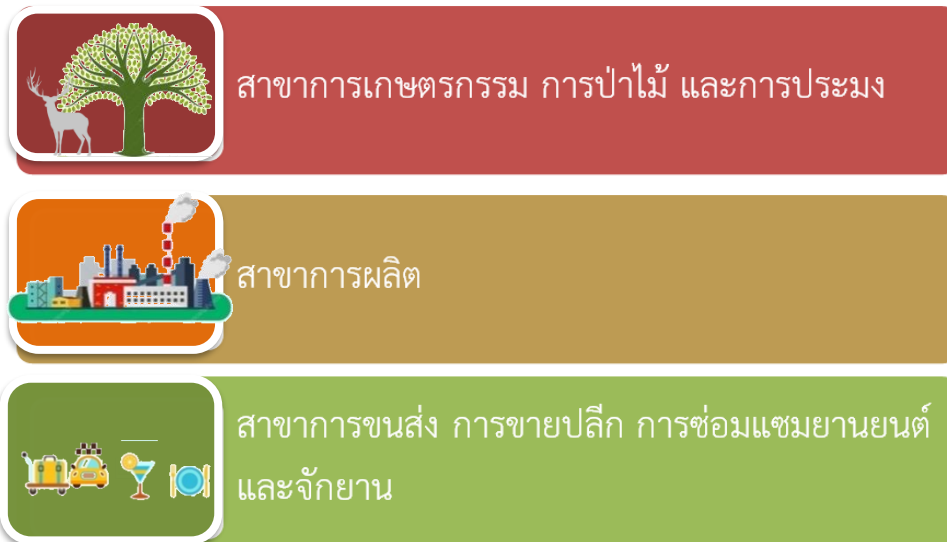 สาขาการเกษตรกรรม การป่าไม้ และการประมง
สาขาการผลิต
สาขาการขนส่ง การขายปลีก การซ่อมแซมยานยนต์
และจักยาน